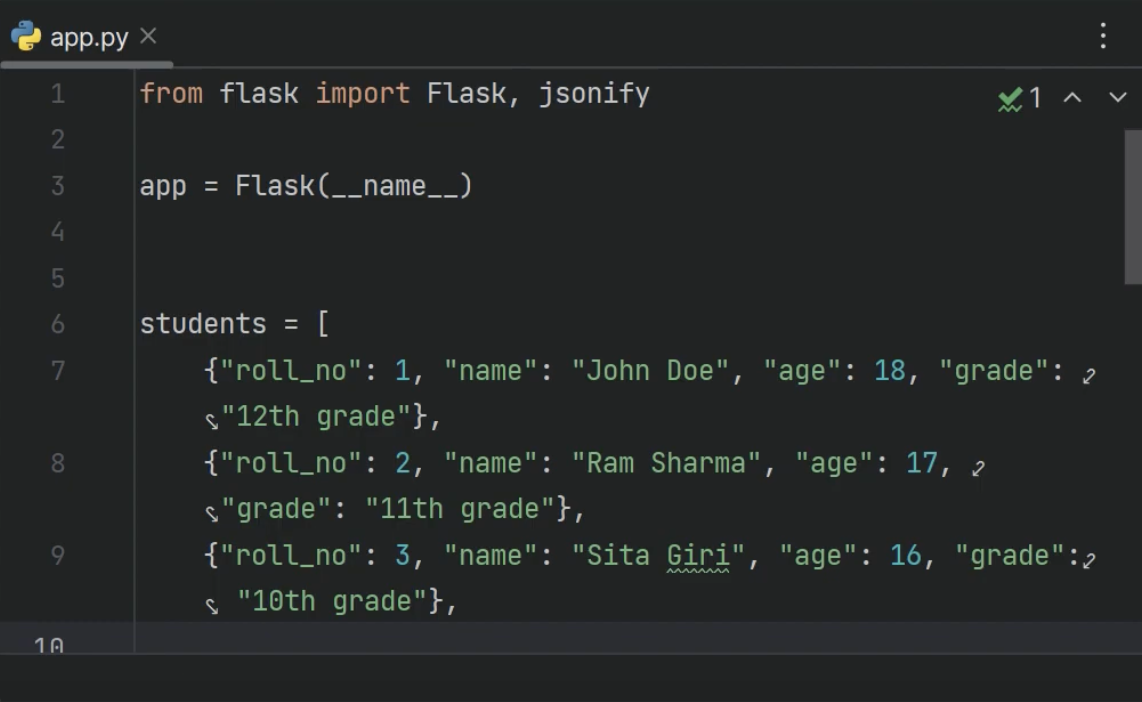 app.py
1 from flask import Flask, jsonify 1
2
3 app = Flask(__name__)
4
5
6 students = [
7 {"roll_no": 1, "name": "John Doe", "age": 18, "grade":
"12th grade"},
8 {"roll_no": 2, "name": "Ram Sharma", "age": 17,
"grade": "11th grade"},
9 {"roll_no": 3, "name": "Sita Giri", "age": 16, "grade":
"10th grade"},
10